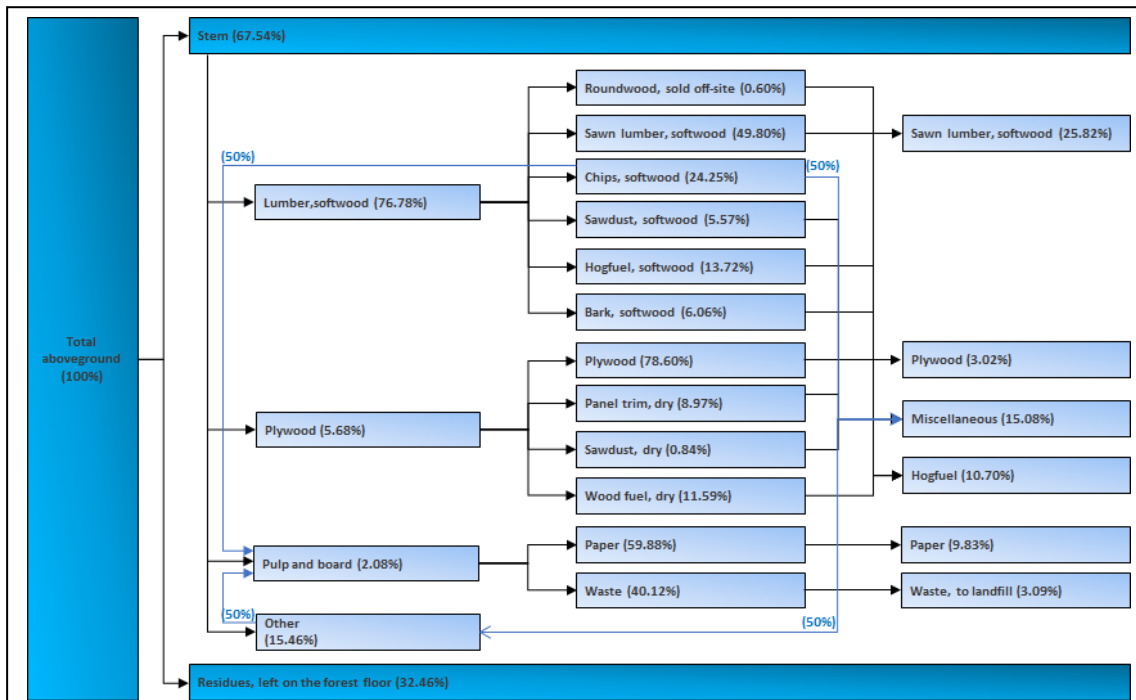 Total
aboveground
(100%)
Stem (67.54%)
Roundwood, sold off-site (0.60%)
Sawn lumber, softwood (49.80%)
Sawn lumber, softwood (25.82%)
(50%)
Chips, softwood (24.25%)
(50%)
Lumber,softwood (76.78%)
Sawdust, softwood (5.57%)
Hogfuel, softwood (13.72%)
Bark, softwood (6.06%)
Plywood (78.60%)
Plywood (3.02%)
Panel trim, dry (8.97%)
Miscellaneous (15.08%)
Plywood (5.68%)
Sawdust, dry (0.84%)
Hogfuel (10.70%)
Wood fuel, dry (11.59%)
Paper (59.88%)
Paper (9.83%)
Pulp and board (2.08%)
Waste (40.12%)
Waste, to landfill (3.09%)
(50%)
Other
(15.46%)
(50%)
Residues, left on the forest floor (32.46%)